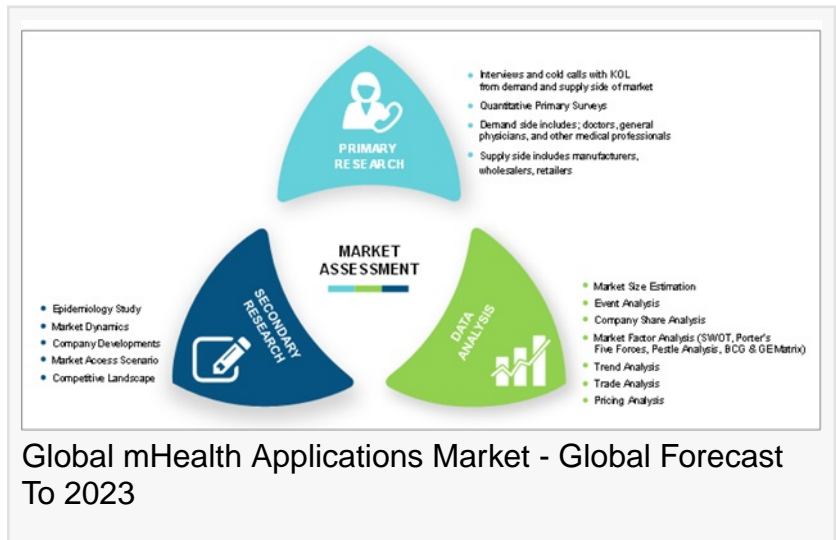 PRIMARY
RESEARCH
Interviews and cold calls with KOL
from demand and supply side of market
Quantitative Primary Surveys
Demand side includes; doctors, general
physicians, and other medical professionals
Supply side includes manufacturers,
wholesalers, retailers
MARKET
ASSESSMENT
SECONDARY
RESEARCH
Epidemiology Study
Market Dynamics
Company Developments
Market Access Scenario
Competitive Landscape
DATA
ANALYSIS
Market Size Estimation
Event Analysis
Company Share Analysis
Market Factor Analysis (SWOT, Porter's
Five Forces, Pestle Analysis, BCG & GE Matrix)
Trend Analysis
Trade Analysis
Pricing Analysis
Global mHealth Applications Market - Global Forecast
To 2023